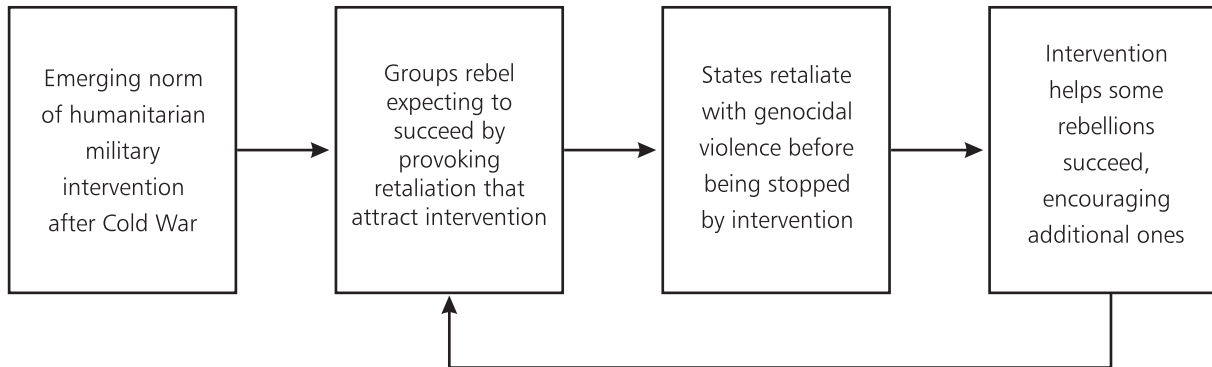 Emerging norm
of humanitarian
military
intervention
after Cold War
Groups rebel
expecting to
succeed by
provoking
retaliation that
attract intervention
States retaliate
with genocidal
violence before
being stopped
by intervention
Intervention
helps some
rebellions
succeed,
encouraging
additional ones